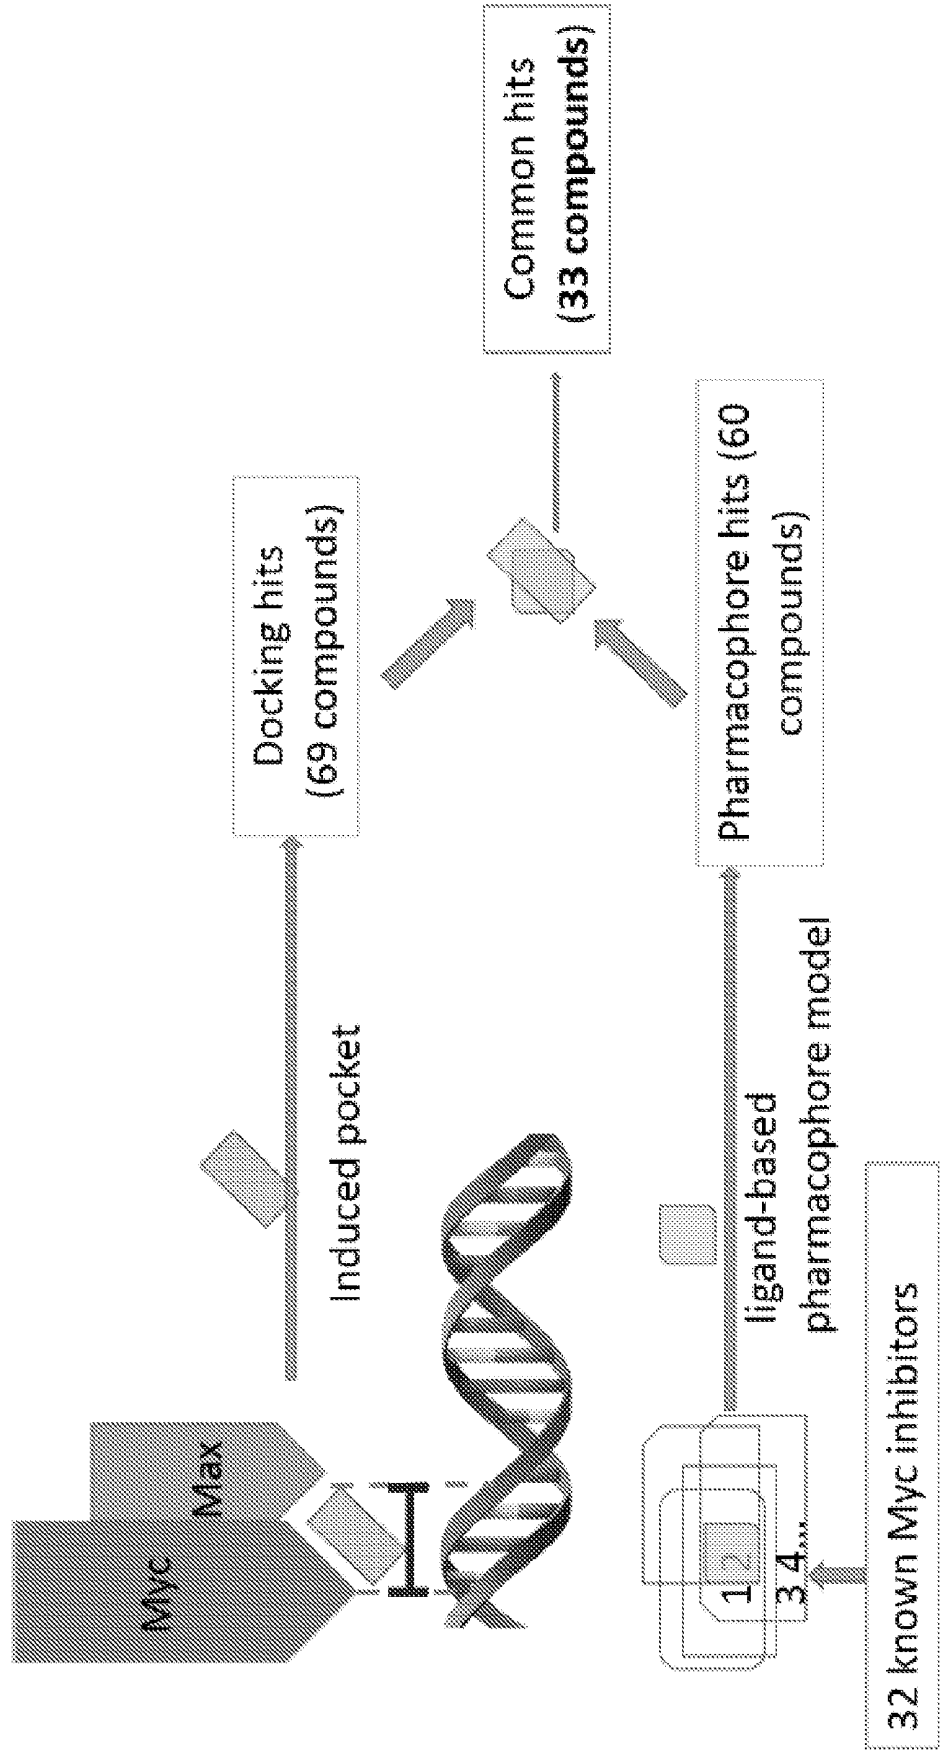 Myc
Max
Induced pocket
Docking hits
(69 compounds)
Common hits
(33 compounds)
1
2
3 4...
ligand-based
pharmacophore model
Pharmacophore hits (60
compounds)
32 known Myc inhibitors